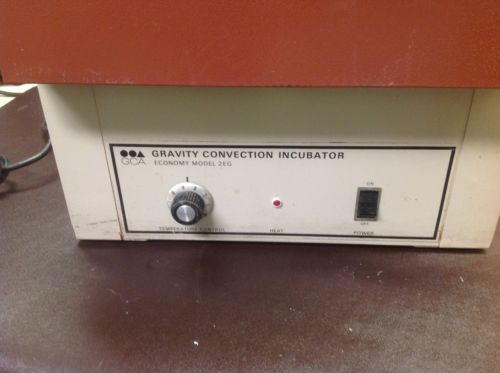 GCA GRAVITY CONVECTION INCUBATOR
ECONOMY MODEL 2EG
ON
OFF
TEMPERATURE CONTROL HEAT POWER